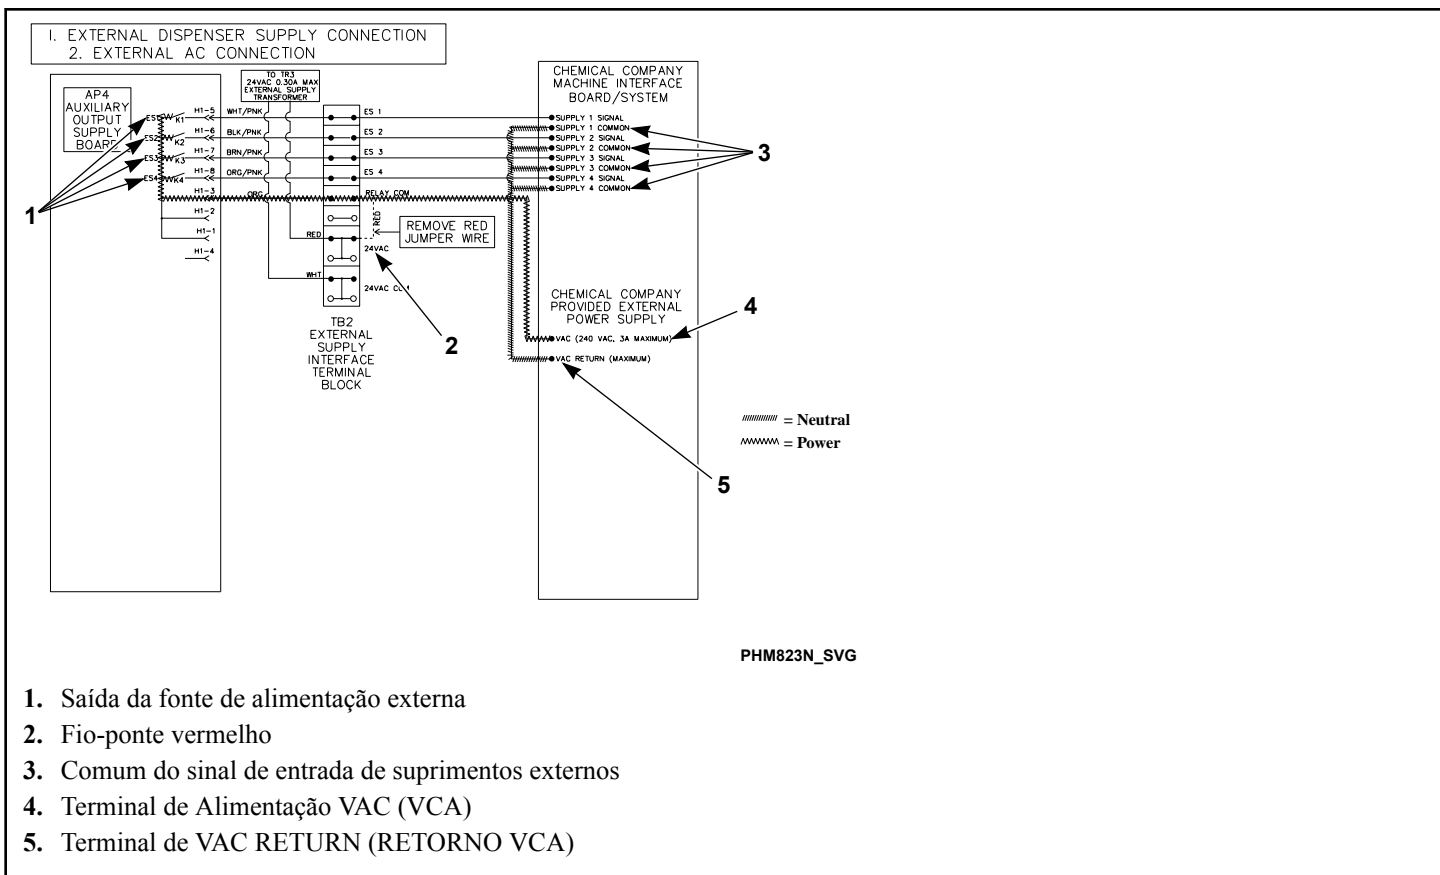 1. EXTERNAL DISPENSER SUPPLY CONNECTION
2. EXTERNAL AC CONNECTION
AP4
AUXILIARY
OUTPUT
SUPPLY
BOARD
TO TR3
24VAC 0.30A MAX
EXTERNAL SUPPLY
TRANSFORMER
CHEMICAL COMPANY
MACHINE INTERFACE
BOARD/SYSTEM
ES1 K1 H1-5 WHT/PNK ES 1
ES2 K2 H1-6 BLK/PNK ES 2
ES3 K3 H1-7 BRN/PNK ES 3
ES4 K4 H1-8 ORG/PNK ES 4
H1-3 ORG RELAY COM
H1-2
H1-1
H1-4
RED
RED
24VAC
WHT
24VAC COM
REMOVE RED
JUMPER WIRE
TB2
EXTERNAL
SUPPLY
INTERFACE
TERMINAL
BLOCK
SUPPLY 1 SIGNAL
SUPPLY 1 COMMON
SUPPLY 2 SIGNAL
SUPPLY 2 COMMON
SUPPLY 3 SIGNAL
SUPPLY 3 COMMON
SUPPLY 4 SIGNAL
SUPPLY 4 COMMON
CHEMICAL COMPANY
PROVIDED EXTERNAL
POWER SUPPLY
VAC (240 VAC, 3A MAXIMUM)
VAC RETURN (MAXIMUM)
1
2
3
4
5
= Neutral
= Power
PHM823N_SVG
1. Saída da fonte de alimentação externa
2. Fio-ponte vermelho
3. Comum do sinal de entrada de suprimentos externos
4. Terminal de Alimentação VAC (VCA)
5. Terminal de VAC RETURN (RETORNO VCA)